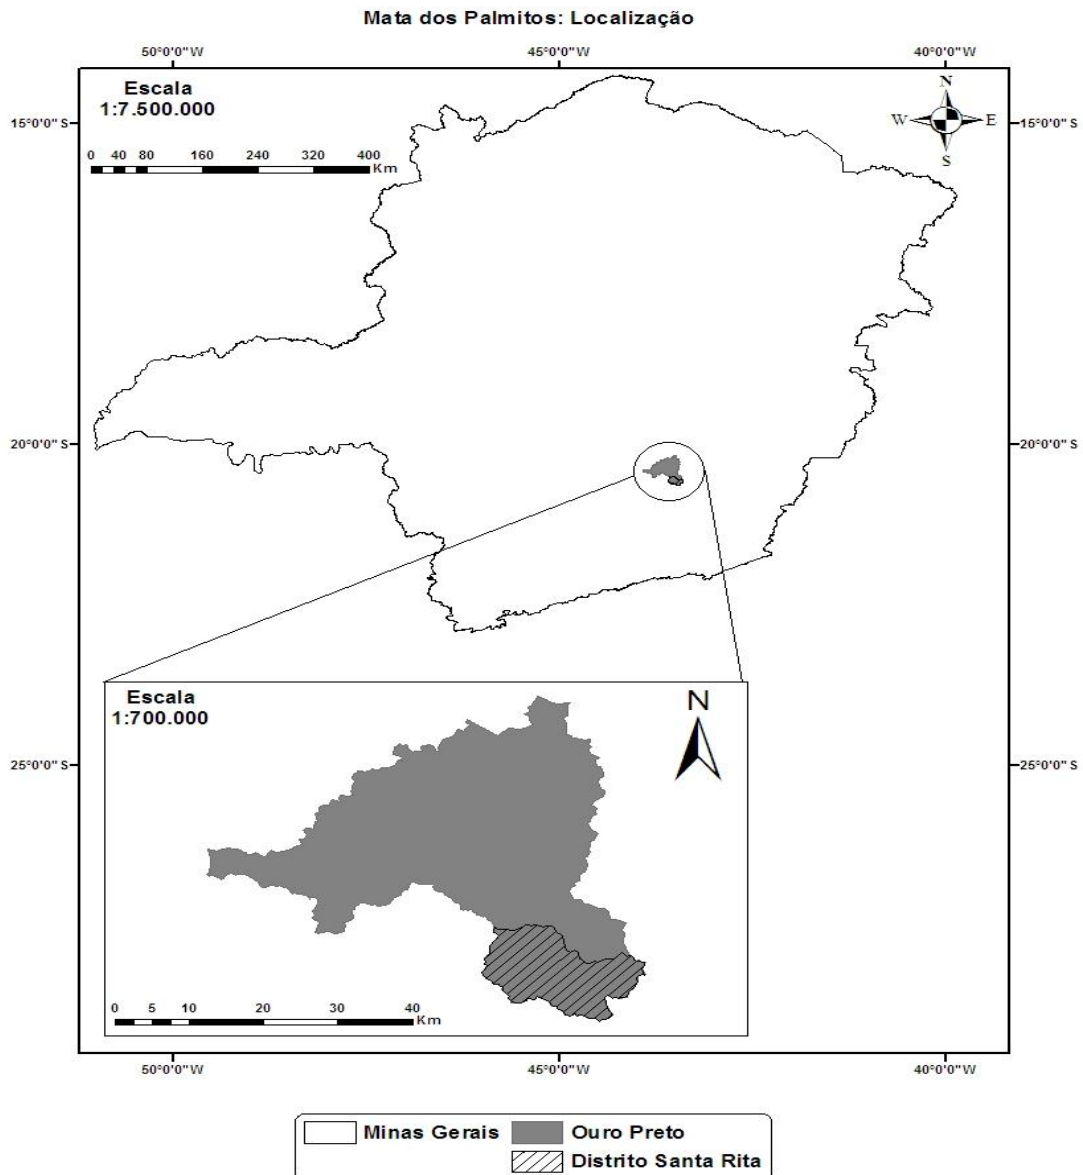 Mata dos Palmitos: Localização
50°0'0"W 45°0'0"W 40°0'0"W
Escala
1:7.500.000
N
W E
S
15°0'0"S 15°0'0"S
0 40 80 160 240 320 400
Km
20°0'0"S 20°0'0"S
Escala
1:700.000
N
25°0'0"S 25°0'0"S
0 5 10 20 30 40
Km
50°0'0"W 45°0'0"W 40°0'0"W
Minas Gerais Ouro Preto
Distrito Santa Rita